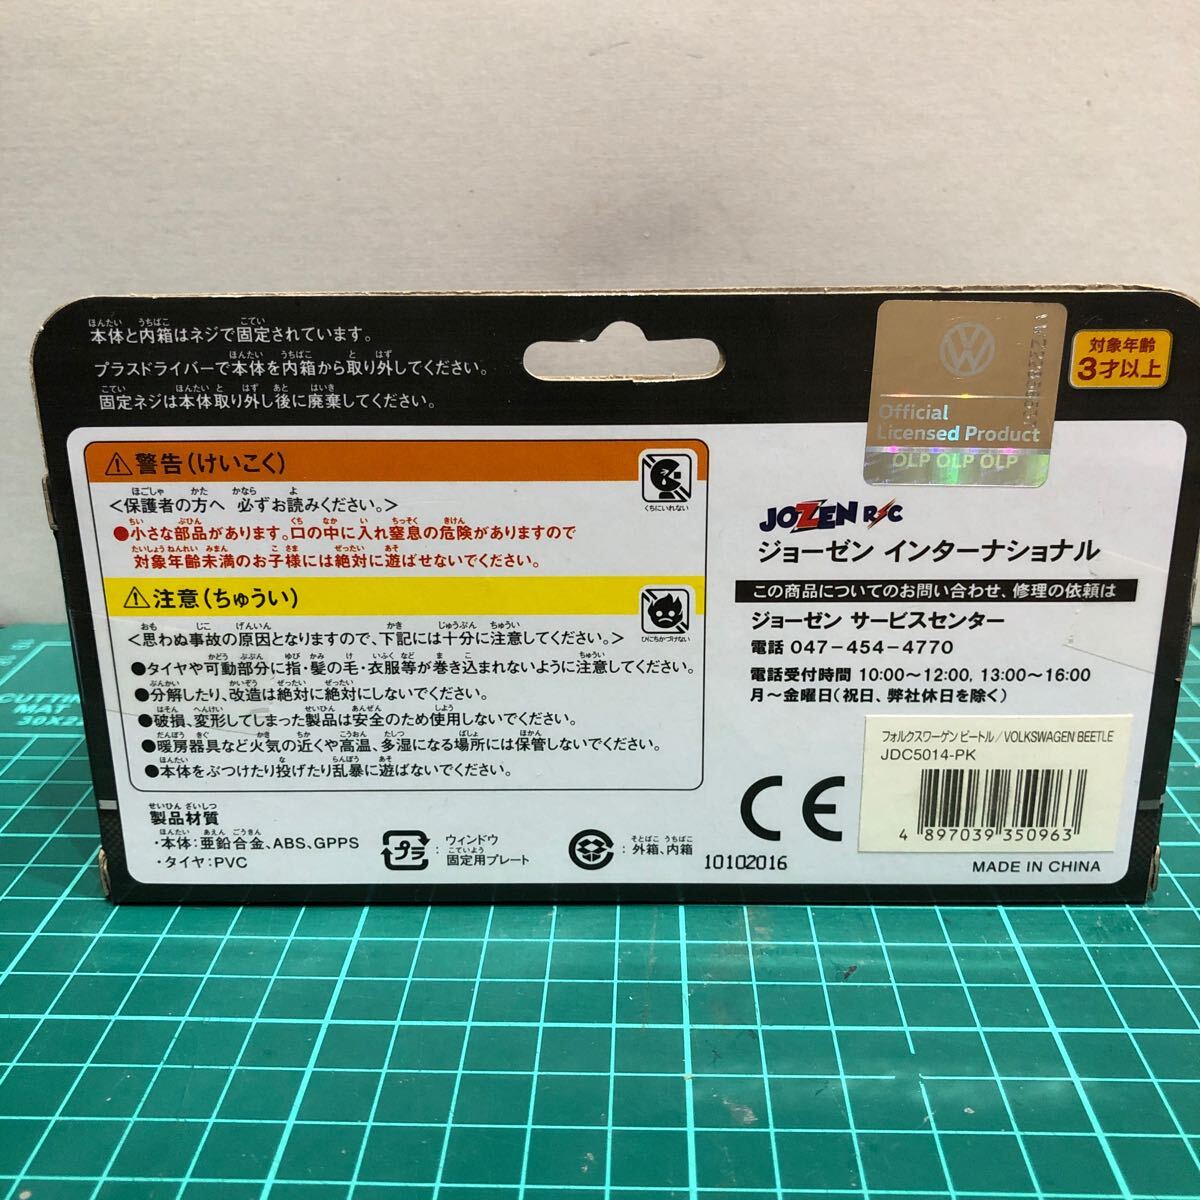 本体と内箱はネジで固定されています。
プラスドライバーで本体を内箱から取り外してください。
固定ネジは本体取り外し後に廃棄してください。
Official
Licensed Product
OLP OLP OLP
対象年齢
3才以上
⚠警告(けいこく)
<保護者の方へ 必ずお読みください。>
●小さな部品があります。口の中に入れ窒息の危険がありますので
対象年齢未満のお子様には絶対に遊ばせないでください。
くちにいれない
⚠注意(ちゅうい)
<思わぬ事故の原因となりますので、下記には十分に注意してください。>
●タイヤや可動部分に指・髪の毛・衣服等が巻き込まれないように注意してください。
●分解したり、改造は絶対に絶対にしないでください。
●破損、変形してしまった製品は安全のため使用しないでください。
●暖房器具など火気の近くや高温、多湿になる場所には保管しないでください。
●本体をぶつけたり投げたり乱暴に遊ばないでください。
ひにちかづけない
製品材質
・本体:亜鉛合金、ABS、GPPS
・タイヤ:PVC
プラ : ウィンドウ
固定用プレート
: 外箱、内箱
JOZEN R/C
ジョーゼン インターナショナル
この商品についてのお問い合わせ、修理の依頼は
ジョーゼン サービスセンター
電話 047-454-4770
電話受付時間 10:00～12:00, 13:00～16:00
月～金曜日(祝日、弊社休日を除く)
フォルクスワーゲン ビートル/VOLKSWAGEN BEETLE
JDC5014-PK
4 897039 350963
CE
10102016
MADE IN CHINA